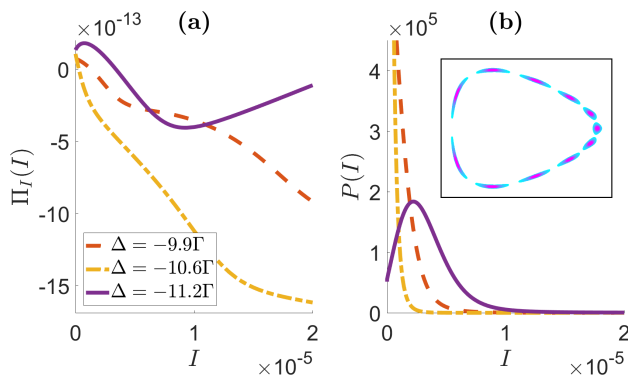 (a)
×10⁻¹³
0
-5
-10
-15
Π_I(I)
Δ = −9.9Γ
Δ = −10.6Γ
Δ = −11.2Γ
0 1 2
I
×10⁻⁵
(b)
×10⁵
4
3
2
1
0
P(I)
0 1 2
I
×10⁻⁵